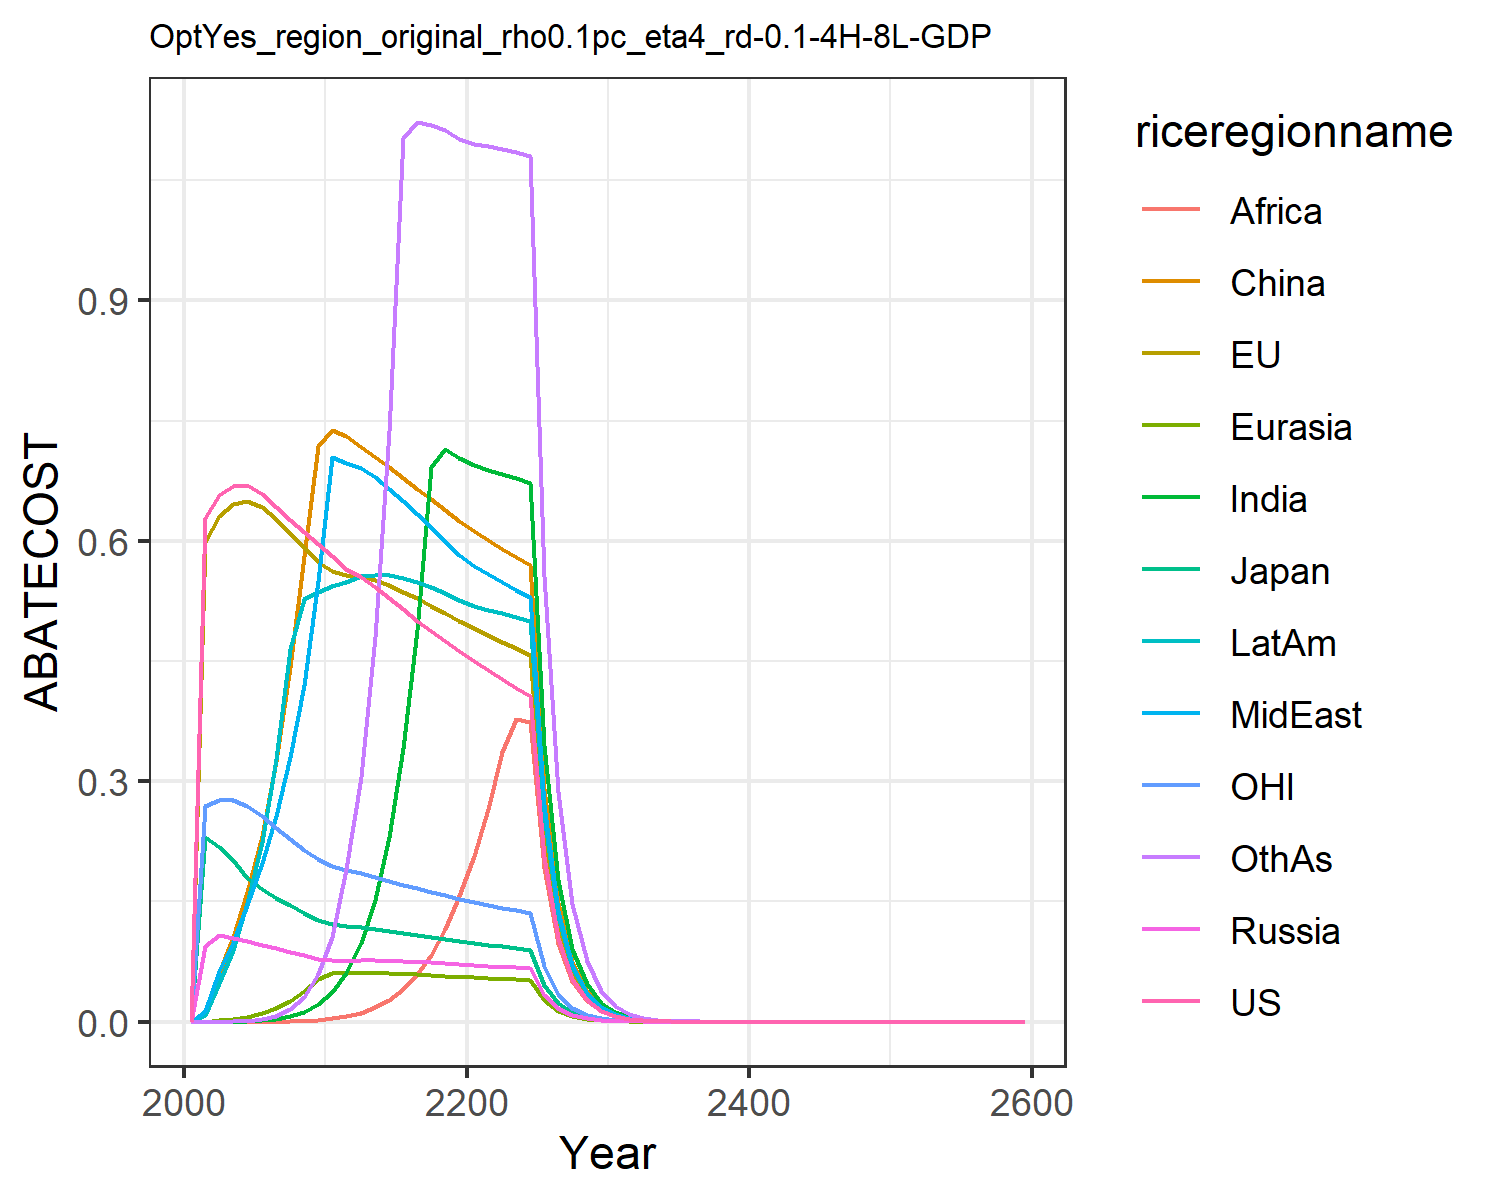 OptYes_region_original_rho0.1pc_eta4_rd-0.1-4H-8L-GDP
ABATECOST
0.9
0.6
0.3
0.0
2000
2200
2400
2600
Year
riceregionname
Africa
China
EU
Eurasia
India
Japan
LatAm
MidEast
OHI
OthAs
Russia
US